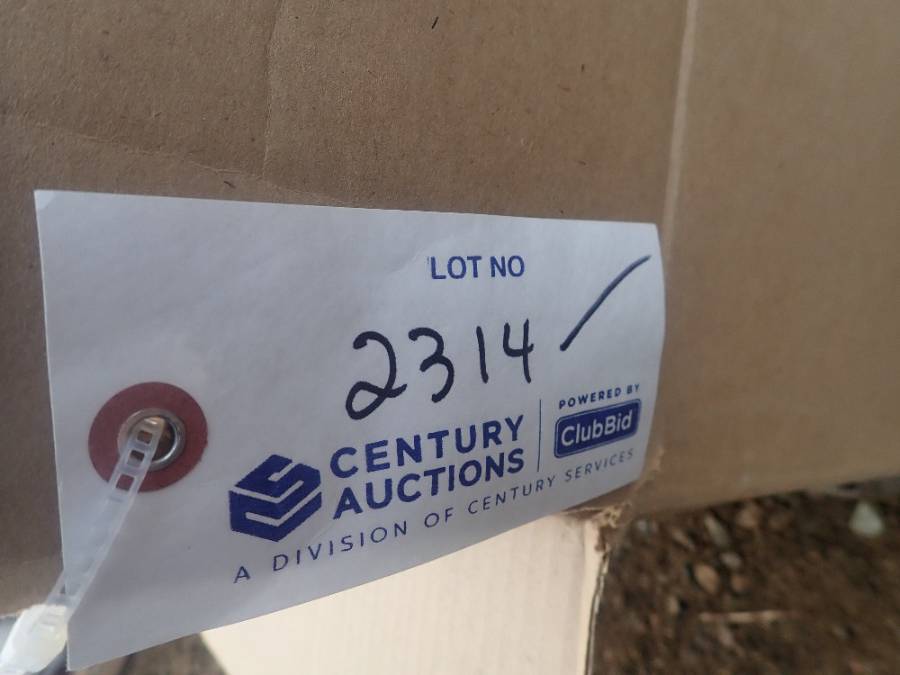 LOT NO
2314
CENTURY
AUCTIONS
POWERED BY
ClubBid
A DIVISION OF CENTURY SERVICES